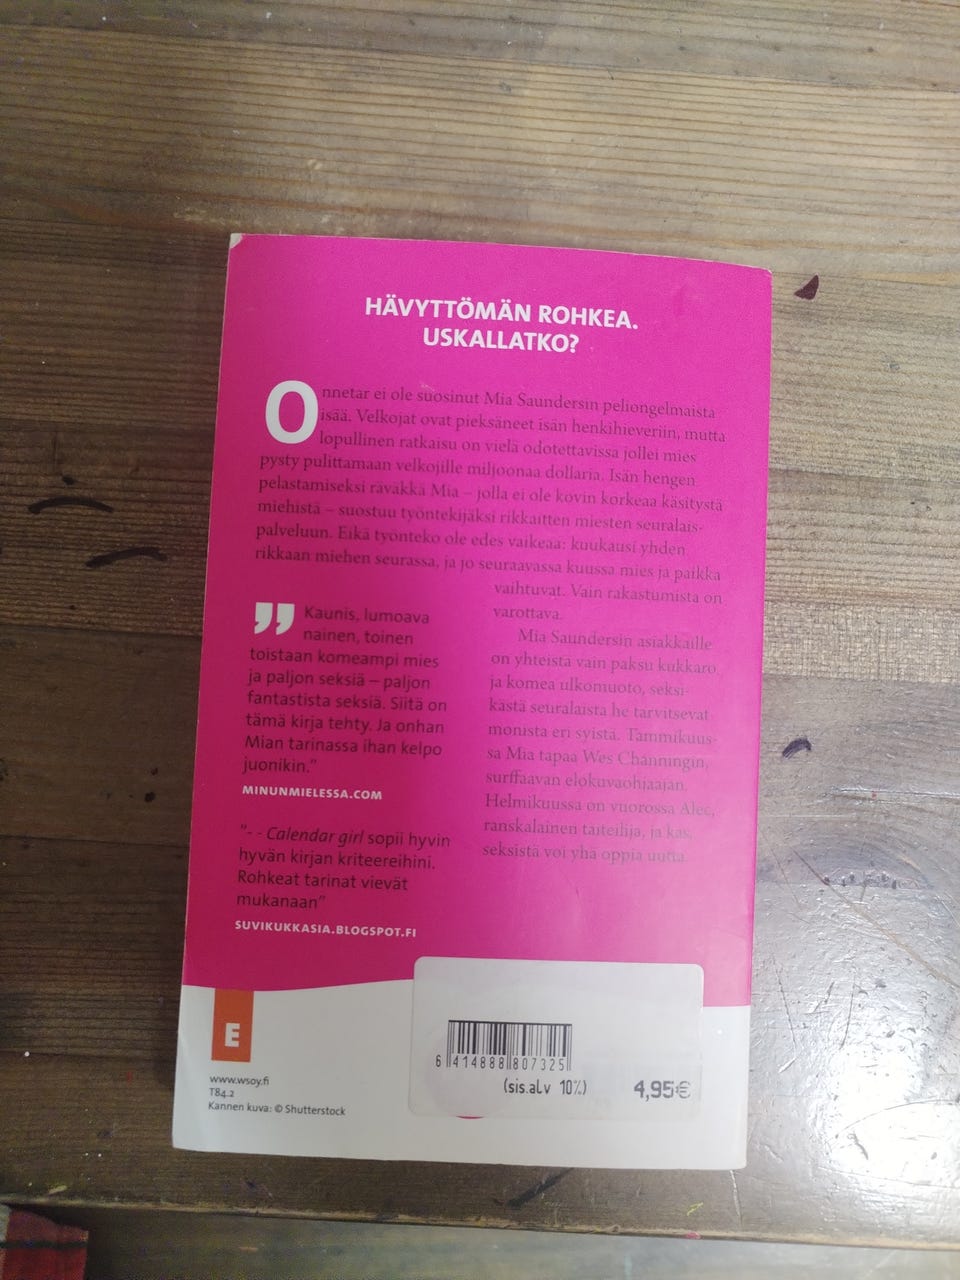 HÄVYTTÖMÄN ROHKEA.
USKALLATKO?
Onnetar ei ole suosinut Mia Saundersin peliongelmaista
isää. Velkojat ovat pieksäneet isän henkihieveriin, mutta
lopullinen ratkaisu on vielä odotettavissa jollei mies
pysty pulittamaan velkojille miljoonaa dollaria. Isän hengen
pelastamiseksi räväkkä Mia – jolla ei ole kovin korkeaa käsitystä
miehistä – suostuu työntekijäksi rikkaitten miesten seuralais-
palveluun. Eikä työnteko ole edes vaikeaa: kuukausi yhden
rikkaan miehen seurassa, ja jo seuraavassa kuussa mies ja paikka
vaihtuvat. Vain rakastumista on
varottava.
Mia Saundersin asiakkaille
on yhteistä vain paksu kukkaro
ja komea ulkomuoto, seksi-
kästä seuralaista he tarvitsevat
monista eri syistä. Tammikuus-
sa Mia tapaa Wes Channingin,
surffaavan elokuvaohjaajan.
Helmikuussa on vuorossa Alec,
ranskalainen taiteilija, ja kas,
seksistä voi yhä oppia uutta.
” Kaunis, lumoava
nainen, toinen
toistaan komeampi mies
ja paljon seksiä – paljon
fantastista seksiä. Siitä on
tämä kirja tehty. Ja onhan
Mian tarinassa ihan kelpo
juonikin.”
MINUNMIELESSA.COM
”- - Calendar girl sopii hyvin
hyvän kirjan kriteereihini.
Rohkeat tarinat vievät
mukanaan”
SUVIKUKKASIA.BLOGSPOT.FI
E
www.wsoy.fi
T84.2
Kannen kuva: © Shutterstock
6 414888 807325
(sis.alv 10%) 4,95€